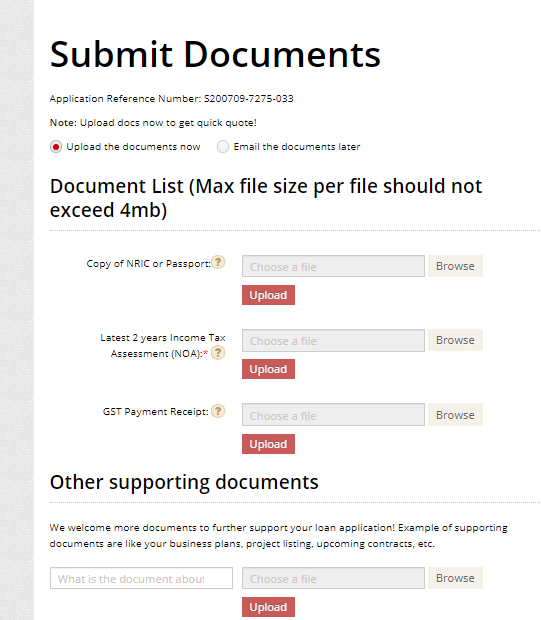 Submit Documents
Application Reference Number: S200709-7275-033
Note: Upload docs now to get quick quote!
Upload the documents now Email the documents later
Document List (Max file size per file should not
exceed 4mb)
Copy of NRIC or Passport: ? Choose a file Browse
Upload
Latest 2 years Income Tax
Assessment (NOA):* ? Choose a file Browse
Upload
GST Payment Receipt: ? Choose a file Browse
Upload
Other supporting documents
We welcome more documents to further support your loan application! Example of supporting
documents are like your business plans, project listing, upcoming contracts, etc.
What is the document about Choose a file Browse
Upload